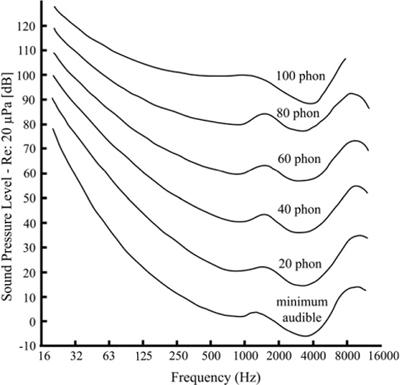 Sound Pressure Level - Re: 20 μPa [dB]
120
110
100
90
80
70
60
50
40
30
20
10
0
-10
100 phon
80 phon
60 phon
40 phon
20 phon
minimum
audible
16 32 63 125 250 500 1000 2000 4000 8000 16000
Frequency (Hz)